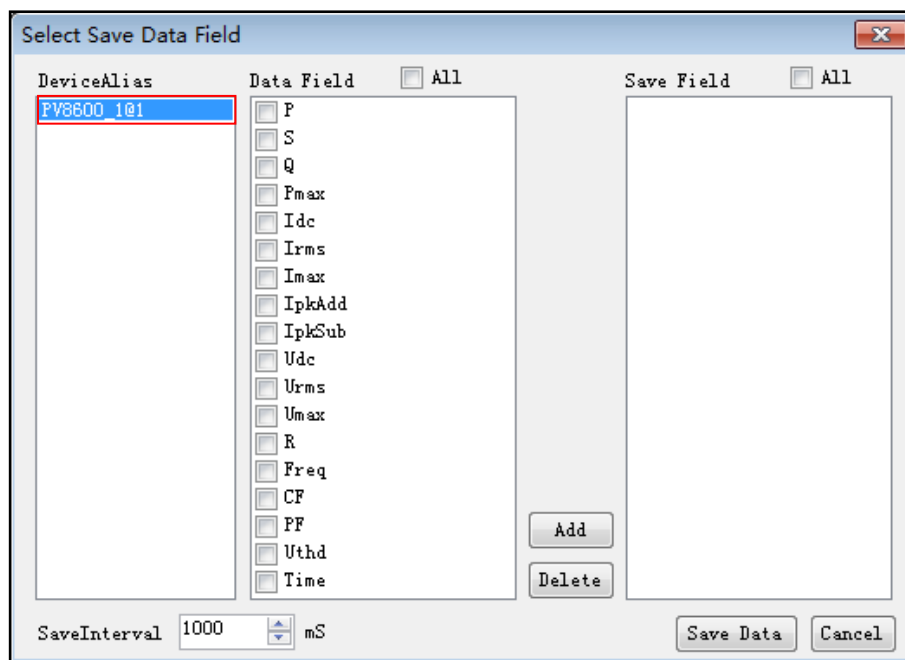 Select Save Data Field
DeviceAlias
PV8600_1@1
Data Field
All
P
S
Q
Pmax
Idc
Irms
Imax
IpkAdd
IpkSub
Udc
Urms
Umax
R
Freq
CF
PF
Uthd
Time
Add
Delete
Save Field
All
SaveInterval 1000 mS
Save Data
Cancel